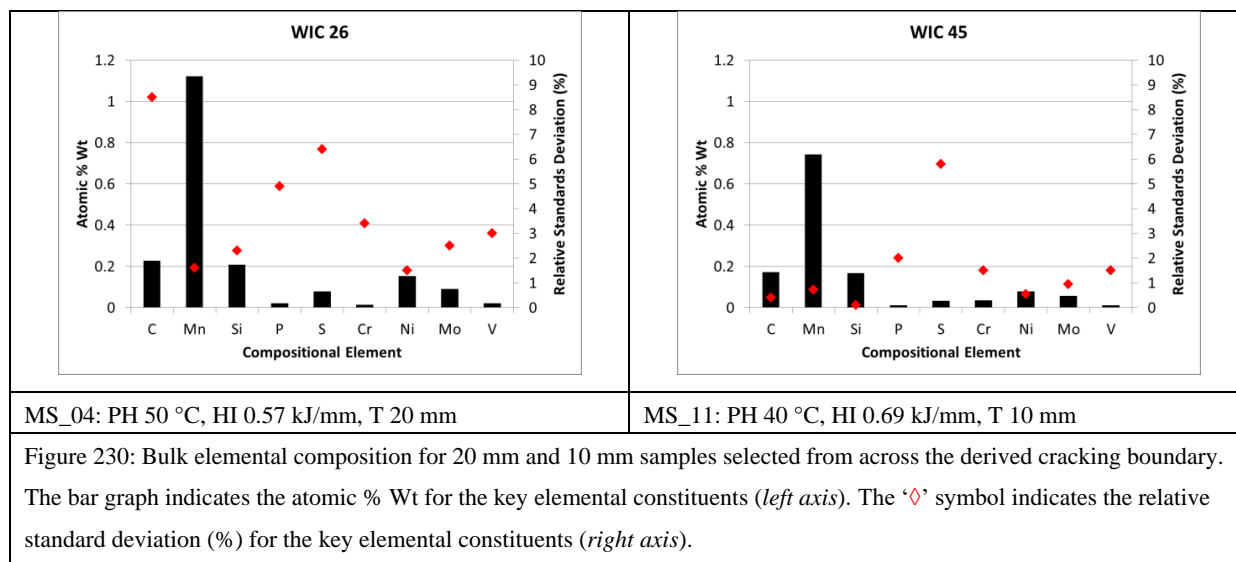 WIC 26
1.2
1
0.8
0.6
0.4
0.2
0
Atomic % Wt
10
9
8
7
6
5
4
3
2
1
0
Relative Standards Deviation (%)
C Mn Si P S Cr Ni Mo V
Compositional Element
WIC 45
1.2
1
0.8
0.6
0.4
0.2
0
Atomic % Wt
10
9
8
7
6
5
4
3
2
1
0
Relative Standards Deviation (%)
C Mn Si P S Cr Ni Mo V
Compositional Element
MS_04: PH 50 °C, HI 0.57 kJ/mm, T 20 mm
MS_11: PH 40 °C, HI 0.69 kJ/mm, T 10 mm
Figure 230: Bulk elemental composition for 20 mm and 10 mm samples selected from across the derived cracking boundary.
The bar graph indicates the atomic % Wt for the key elemental constituents (left axis). The ‘◊’ symbol indicates the relative
standard deviation (%) for the key elemental constituents (right axis).